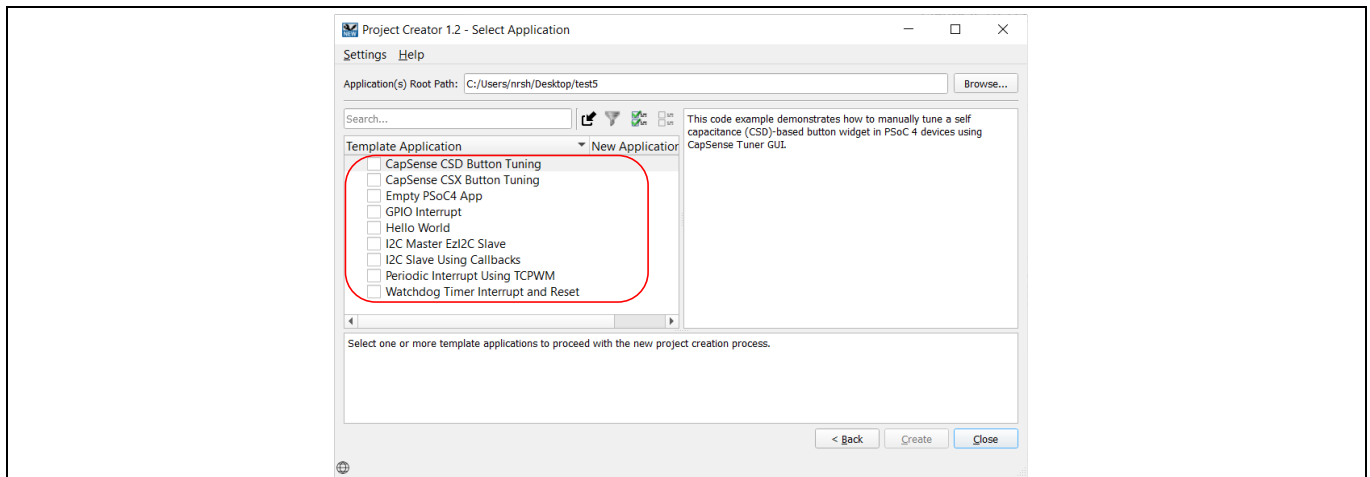 NEW Project Creator 1.2 - Select Application
Settings Help
Application(s) Root Path: C:/Users/nrsh/Desktop/test5 Browse...
Search...
Template Application New Application
CapSense CSD Button Tuning
CapSense CSX Button Tuning
Empty PSoC4 App
GPIO Interrupt
Hello World
I2C Master EzI2C Slave
I2C Slave Using Callbacks
Periodic Interrupt Using TCPWM
Watchdog Timer Interrupt and Reset
This code example demonstrates how to manually tune a self
capacitance (CSD)-based button widget in PSoC 4 devices using
CapSense Tuner GUI.
Select one or more template applications to proceed with the new project creation process.
< Back Create Close